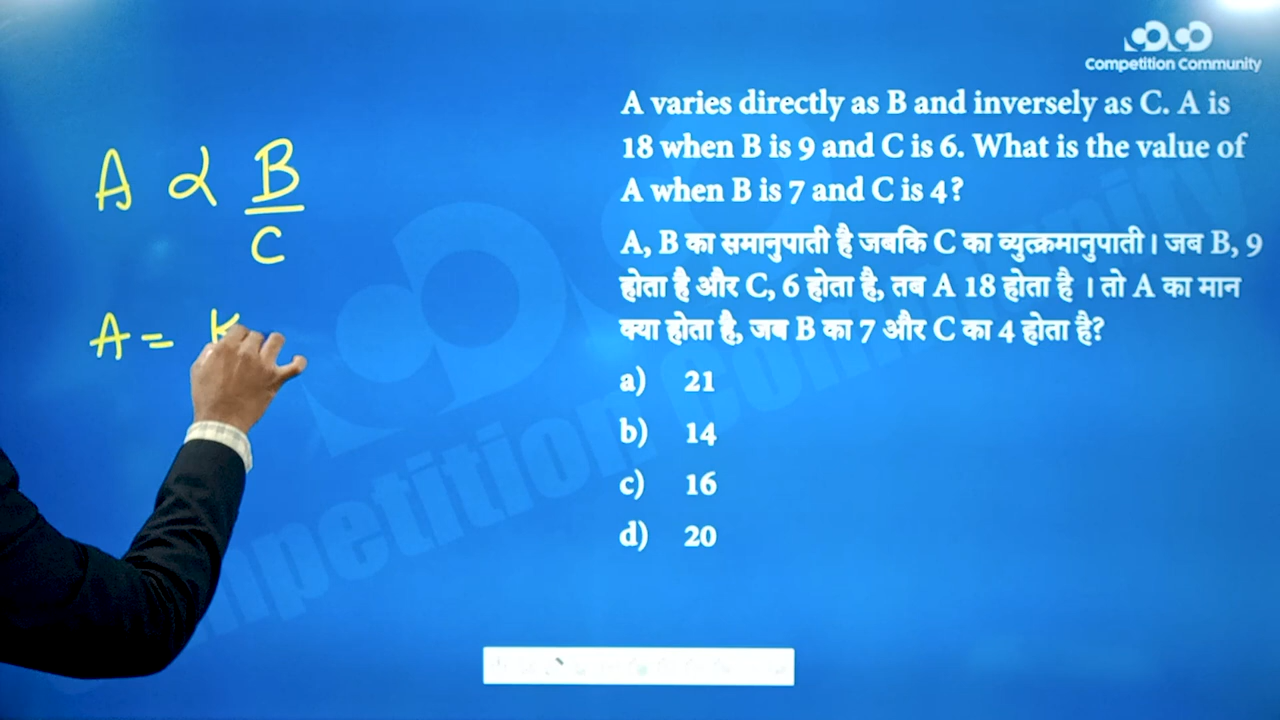 Competition Community
A varies directly as B and inversely as C. A is
18 when B is 9 and C is 6. What is the value of
A when B is 7 and C is 4?
A, B का समानुपाती है जबकि C का व्युत्क्रमानुपाती। जब B, 9
होता है और C, 6 होता है, तब A 18 होता है । तो A का मान
क्या होता है, जब B का 7 और C का 4 होता है?
a) 21
b) 14
c) 16
d) 20
A ∝ B
C
A = K